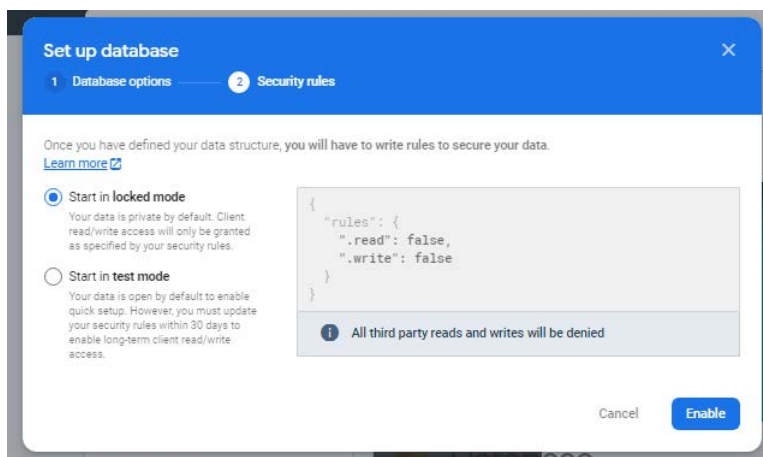 Set up database
1 Database options 2 Security rules
Once you have defined your data structure, you will have to write rules to secure your data.
Learn more
Start in locked mode
Your data is private by default. Client
read/write access will only be granted
as specified by your security rules.
Start in test mode
Your data is open by default to enable
quick setup. However, you must update
your security rules within 30 days to
enable long-term client read/write
access.
{
"rules": {
".read": false,
".write": false
}
}
All third party reads and writes will be denied
Cancel Enable